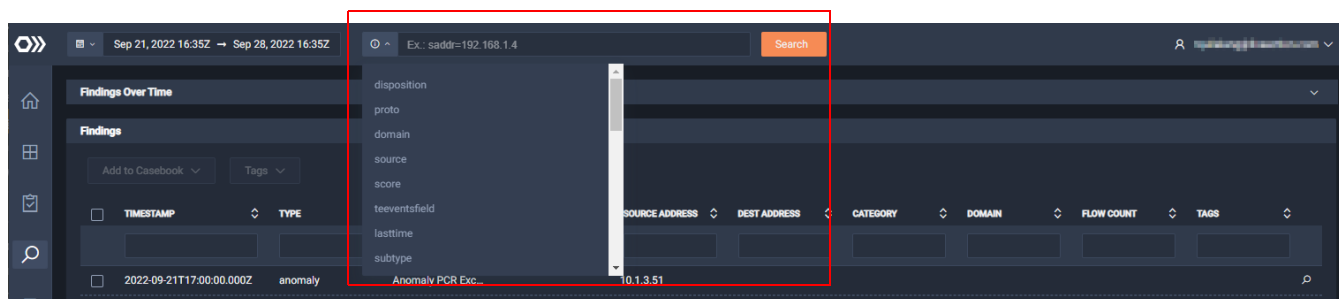 Sep 21, 2022 16:35Z → Sep 28, 2022 16:35Z
Ex.: saddr=192.168.1.4
Search
disposition
proto
domain
source
score
teeventsfield
lasttime
subtype
Findings Over Time
Findings
Add to Casebook
Tags
TIMESTAMP TYPE SOURCE ADDRESS DEST ADDRESS CATEGORY DOMAIN FLOW COUNT TAGS
2022-09-21T17:00:00.000Z anomaly Anomaly PCR Exc... 10.1.3.51